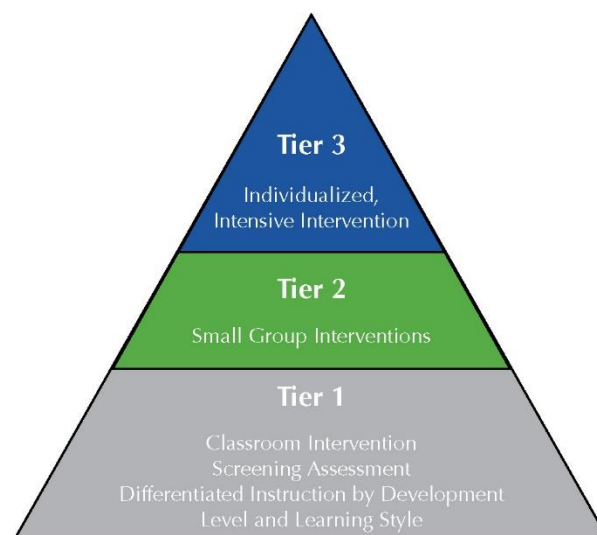 Tier 3
Individualized,
Intensive Intervention
Tier 2
Small Group Interventions
Tier 1
Classroom Intervention
Screening Assessment
Differentiated Instruction by Development
Level and Learning Style